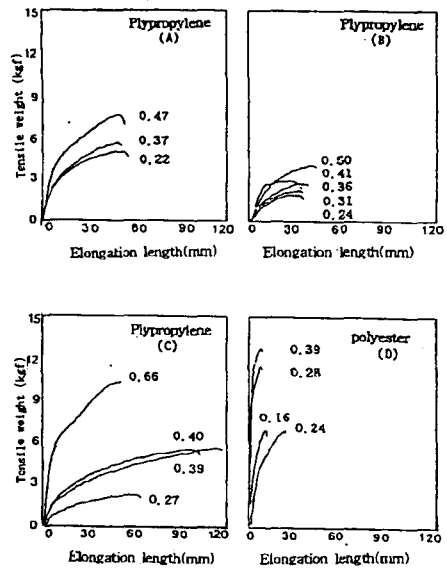 15
12
9
6
3
0
Tensile weight (kgf)
Plypropylene
(A)
0.47
0.37
0.22
0 30 60 90 120
Elongation length(mm)
Plypropylene
(B)
0.50
0.41
0.36
0.31
0.24
0 30 60 90 120
Elongation length(mm)
15
12
9
6
3
0
Tensile weight (kgf)
Plypropylene
(C)
0.66
0.40
0.39
0.27
0 30 60 90 120
Elongation length(mm)
polyester
(D)
0.39
0.28
0.16
0.24
0 30 60 90 120
Elongation length(mm)